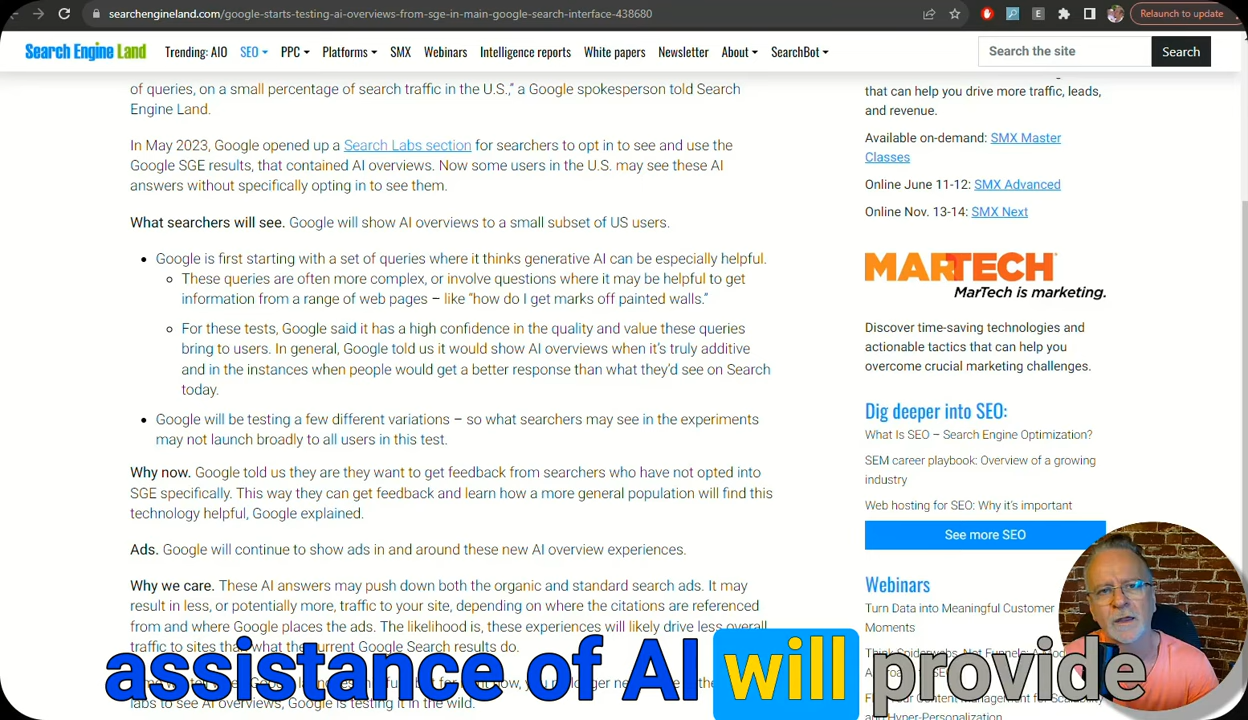 searchengineland.com/google-starts-testing-ai-overviews-from-sge-in-main-google-search-interface-438680
Relaunch to update
Search Engine Land
Trending: AIO
SEO
PPC
Platforms
SMX
Webinars
Intelligence reports
White papers
Newsletter
About
SearchBot
Search the site
Search
of queries, on a small percentage of search traffic in the U.S.,” a Google spokesperson told Search
Engine Land.
In May 2023, Google opened up a Search Labs section for searchers to opt in to see and use the
Google SGE results, that contained AI overviews. Now some users in the U.S. may see these AI
answers without specifically opting in to see them.
What searchers will see. Google will show AI overviews to a small subset of US users.
Google is first starting with a set of queries where it thinks generative AI can be especially helpful.
These queries are often more complex, or involve questions where it may be helpful to get
information from a range of web pages – like “how do I get marks off painted walls.”
For these tests, Google said it has a high confidence in the quality and value these queries
bring to users. In general, Google told us it would show AI overviews when it’s truly additive
and in the instances when people would get a better response than what they’d see on Search
today.
Google will be testing a few different variations – so what searchers may see in the experiments
may not launch broadly to all users in this test.
Why now. Google told us they are they want to get feedback from searchers who have not opted into
SGE specifically. This way they can get feedback and learn how a more general population will find this
technology helpful, Google explained.
Ads. Google will continue to show ads in and around these new AI overview experiences.
Why we care. These AI answers may push down both the organic and standard search ads. It may
result in less, or potentially more, traffic to your site, depending on where the citations are referenced
from and where Google places the ads. The likelihood is, these experiences will likely drive less overall
traffic to sites than what the current Google Search results do.
labs to see AI overviews, Google is testing it in the wild.
that can help you drive more traffic, leads,
and revenue.
Available on-demand: SMX Master
Classes
Online June 11-12: SMX Advanced
Online Nov. 13-14: SMX Next
MARTECH
MarTech is marketing.
Discover time-saving technologies and
actionable tactics that can help you
overcome crucial marketing challenges.
Dig deeper into SEO:
What Is SEO – Search Engine Optimization?
SEM career playbook: Overview of a growing
industry
Web hosting for SEO: Why it’s important
See more SEO
Webinars
Turn Data into Meaningful Customer
Moments
and Hyper-Personalization
assistance of AI will provide